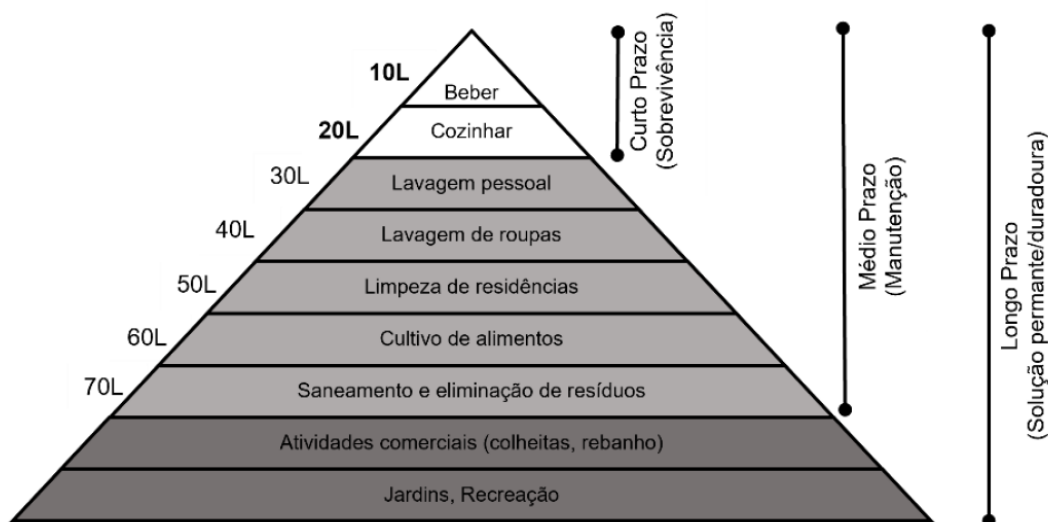 10L
Beber
20L
Cozinhar
30L
Lavagem pessoal
40L
Lavagem de roupas
50L
Limpeza de residências
60L
Cultivo de alimentos
70L
Saneamento e eliminação de resíduos
Atividades comerciais (colheitas, rebanho)
Jardins, Recreação
Curto Prazo
(Sobrevivência)
Médio Prazo
(Manutenção)
Longo Prazo
(Solução permante/duradoura)